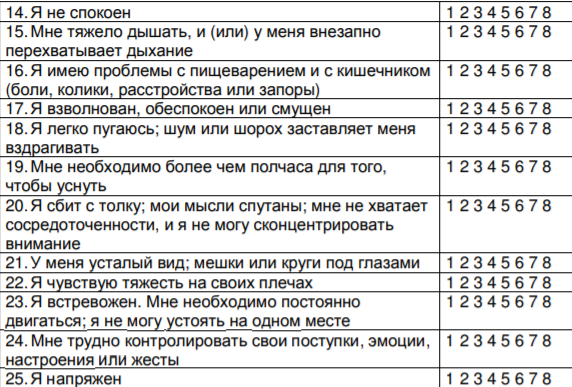 14. Я не спокоен 1 2 3 4 5 6 7 8
15. Мне тяжело дышать, и (или) у меня внезапно 1 2 3 4 5 6 7 8
перехватывает дыхание
16. Я имею проблемы с пищеварением и с кишечником 1 2 3 4 5 6 7 8
(боли, колики, расстройства или запоры)
17. Я взволнован, обеспокоен или смущен 1 2 3 4 5 6 7 8
18. Я легко пугаюсь; шум или шорох заставляет меня 1 2 3 4 5 6 7 8
вздрагивать
19. Мне необходимо более чем полчаса для того, 1 2 3 4 5 6 7 8
чтобы уснуть
20. Я сбит с толку; мои мысли спутаны; мне не хватает 1 2 3 4 5 6 7 8
сосредоточенности, и я не могу сконцентрировать
внимание
21. У меня усталый вид; мешки или круги под глазами 1 2 3 4 5 6 7 8
22. Я чувствую тяжесть на своих плечах 1 2 3 4 5 6 7 8
23. Я встревожен. Мне необходимо постоянно 1 2 3 4 5 6 7 8
двигаться; я не могу устоять на одном месте
24. Мне трудно контролировать свои поступки, эмоции, 1 2 3 4 5 6 7 8
настроения или жесты
25. Я напряжен 1 2 3 4 5 6 7 8